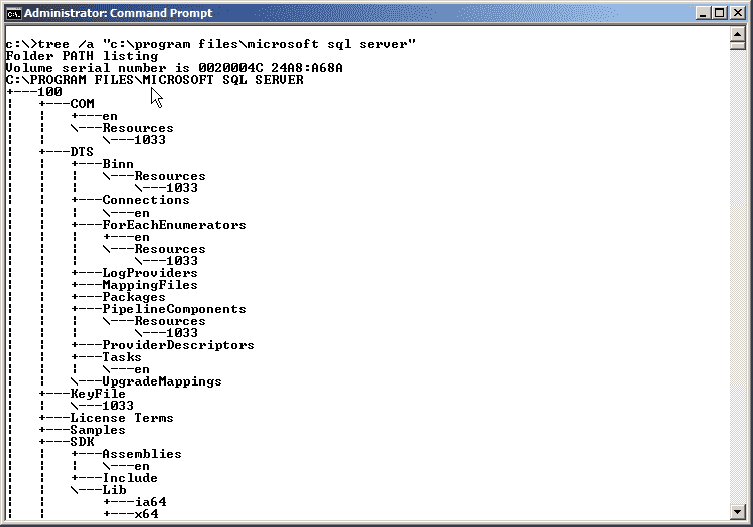 Administrator: Command Prompt
c:\>tree /a "c:\program files\microsoft sql server"
Folder PATH listing
Volume serial number is 0020004C 24A8:A68A
C:\PROGRAM FILES\MICROSOFT SQL SERVER
+---100
¦   +---COM
¦   ¦   +---en
¦   ¦   \---Resources
¦   ¦       \---1033
¦   +---DTS
¦   ¦   +---Binn
¦   ¦   ¦   \---Resources
¦   ¦   ¦       \---1033
¦   ¦   +---Connections
¦   ¦   ¦   \---en
¦   ¦   +---ForEachEnumerators
¦   ¦   ¦   +---en
¦   ¦   ¦   \---Resources
¦   ¦   ¦       \---1033
¦   ¦   +---LogProviders
¦   ¦   +---MappingFiles
¦   ¦   +---Packages
¦   ¦   +---PipelineComponents
¦   ¦   ¦   \---Resources
¦   ¦   ¦       \---1033
¦   ¦   +---ProviderDescriptors
¦   ¦   +---Tasks
¦   ¦   ¦   \---en
¦   ¦   \---UpgradeMappings
¦   +---KeyFile
¦   ¦   \---1033
¦   +---License Terms
¦   +---Samples
¦   +---SDK
¦   ¦   +---Assemblies
¦   ¦   ¦   \---en
¦   ¦   +---Include
¦   ¦   \---Lib
¦   ¦       +---ia64
¦   ¦       +---x64